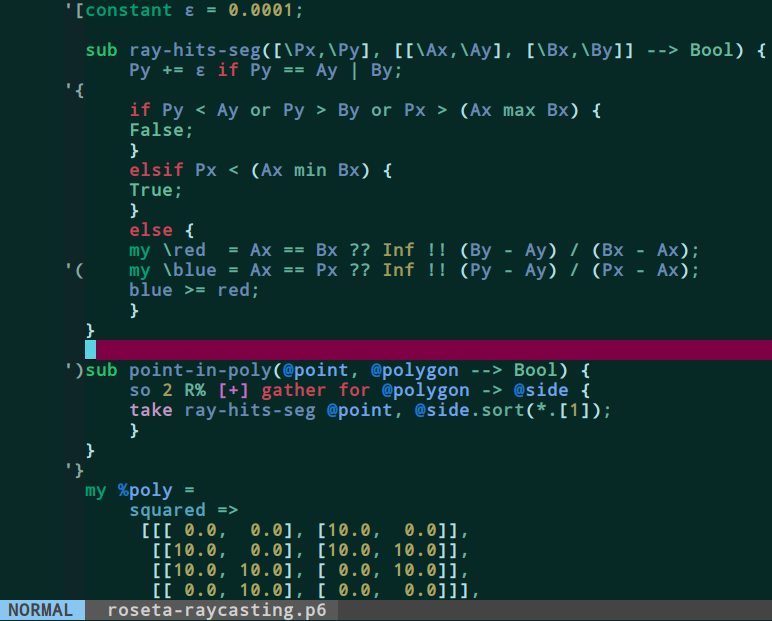 '[constant ε = 0.0001;
sub ray-hits-seg([\Px,\Py], [[\Ax,\Ay], [\Bx,\By]] --> Bool) {
    Py += ε if Py == Ay | By;
'{
    if Py < Ay or Py > By or Px > (Ax max Bx) {
    False;
    }
    elsif Px < (Ax min Bx) {
    True;
    }
    else {
    my \red  = Ax == Bx ?? Inf !! (By - Ay) / (Bx - Ax);
'(    my \blue = Ax == Px ?? Inf !! (Py - Ay) / (Px - Ax);
    blue >= red;
    }
}
')sub point-in-poly(@point, @polygon --> Bool) {
    so 2 R% [+] gather for @polygon -> @side {
    take ray-hits-seg @point, @side.sort(*.[1]);
    }
}
'}
my %poly =
    squared =>
     [[[ 0.0,  0.0], [10.0,  0.0]],
      [[10.0,  0.0], [10.0, 10.0]],
      [[10.0, 10.0], [ 0.0, 10.0]],
      [[ 0.0, 10.0], [ 0.0,  0.0]]],
NORMAL  roseta-raycasting.p6